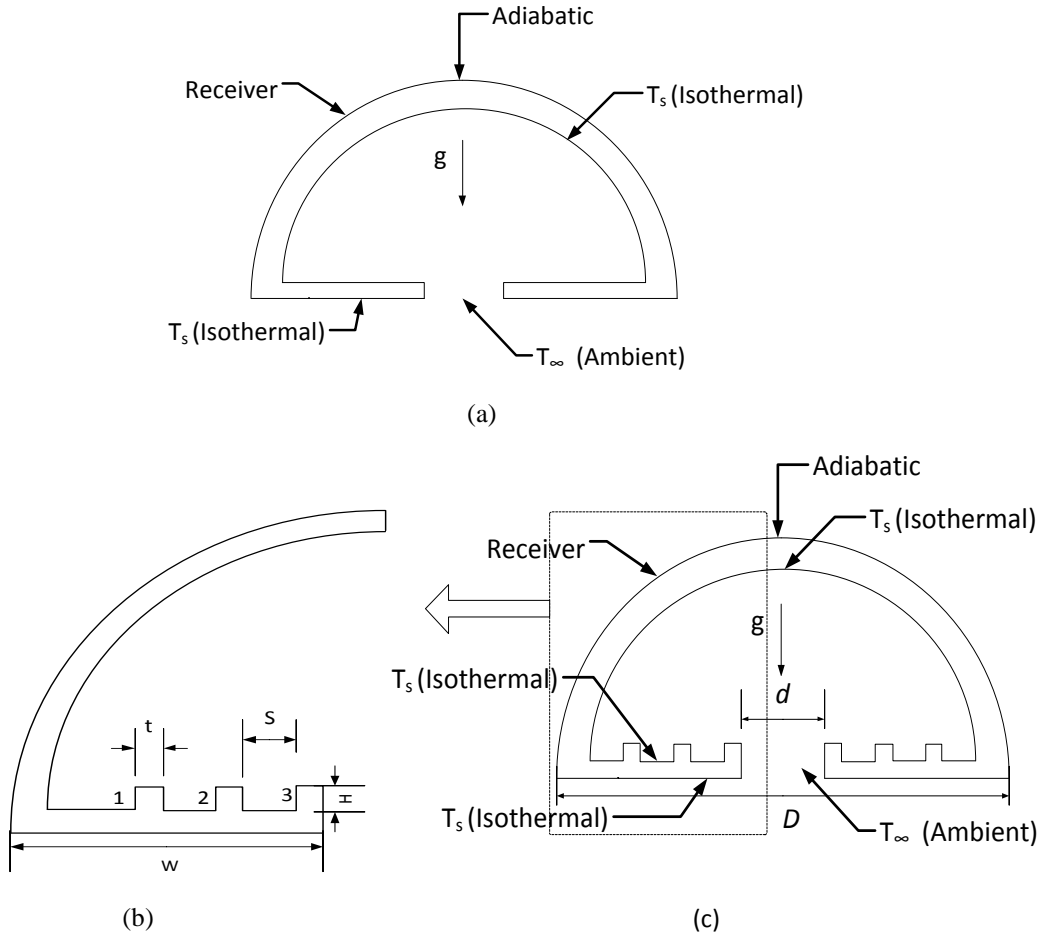 Adiabatic
Receiver
Tₛ (Isothermal)
g
Tₛ (Isothermal)
T∞ (Ambient)
(a)
Adiabatic
Tₛ (Isothermal)
Receiver
g
Tₛ (Isothermal)
d
t
S
1
2
3
H
Tₛ (Isothermal)
D
T∞ (Ambient)
w
(b)
(c)